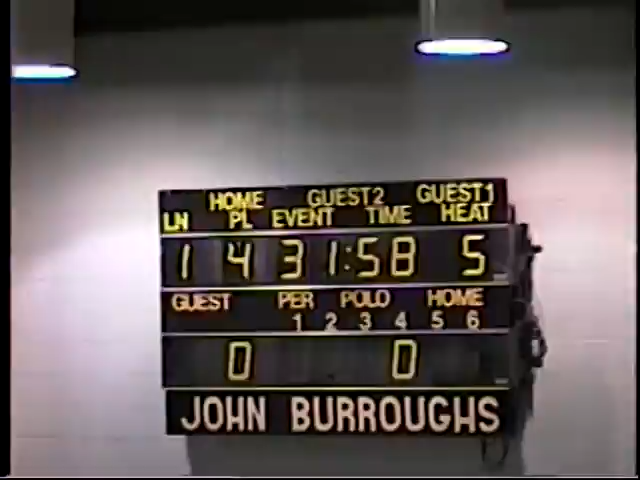 HOME GUEST2 GUEST1
LN PL EVENT TIME HEAT
1 4 3 1:58 5
GUEST PER POLO HOME
1 2 3 4 5 6
0 0
JOHN BURROUGHS